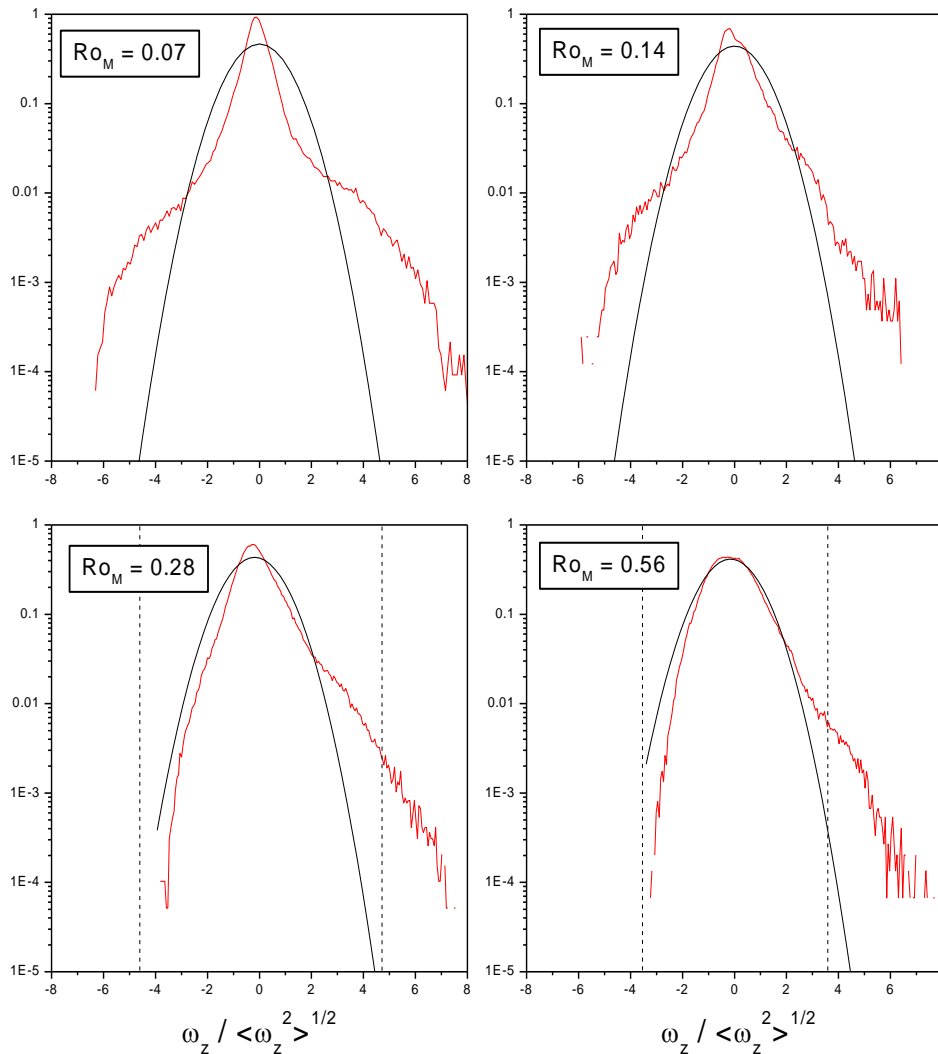 Ro_M = 0.07
1
0.1
0.01
1E-3
1E-4
1E-5
-8 -6 -4 -2 0 2 4 6 8
Ro_M = 0.14
1
0.1
0.01
1E-3
1E-4
1E-5
-8 -6 -4 -2 0 2 4 6
Ro_M = 0.28
1
0.1
0.01
1E-3
1E-4
1E-5
-8 -6 -4 -2 0 2 4 6 8
ω_z / <ω_z^2>^1/2
Ro_M = 0.56
1
0.1
0.01
1E-3
1E-4
1E-5
-8 -6 -4 -2 0 2 4 6
ω_z / <ω_z^2>^1/2